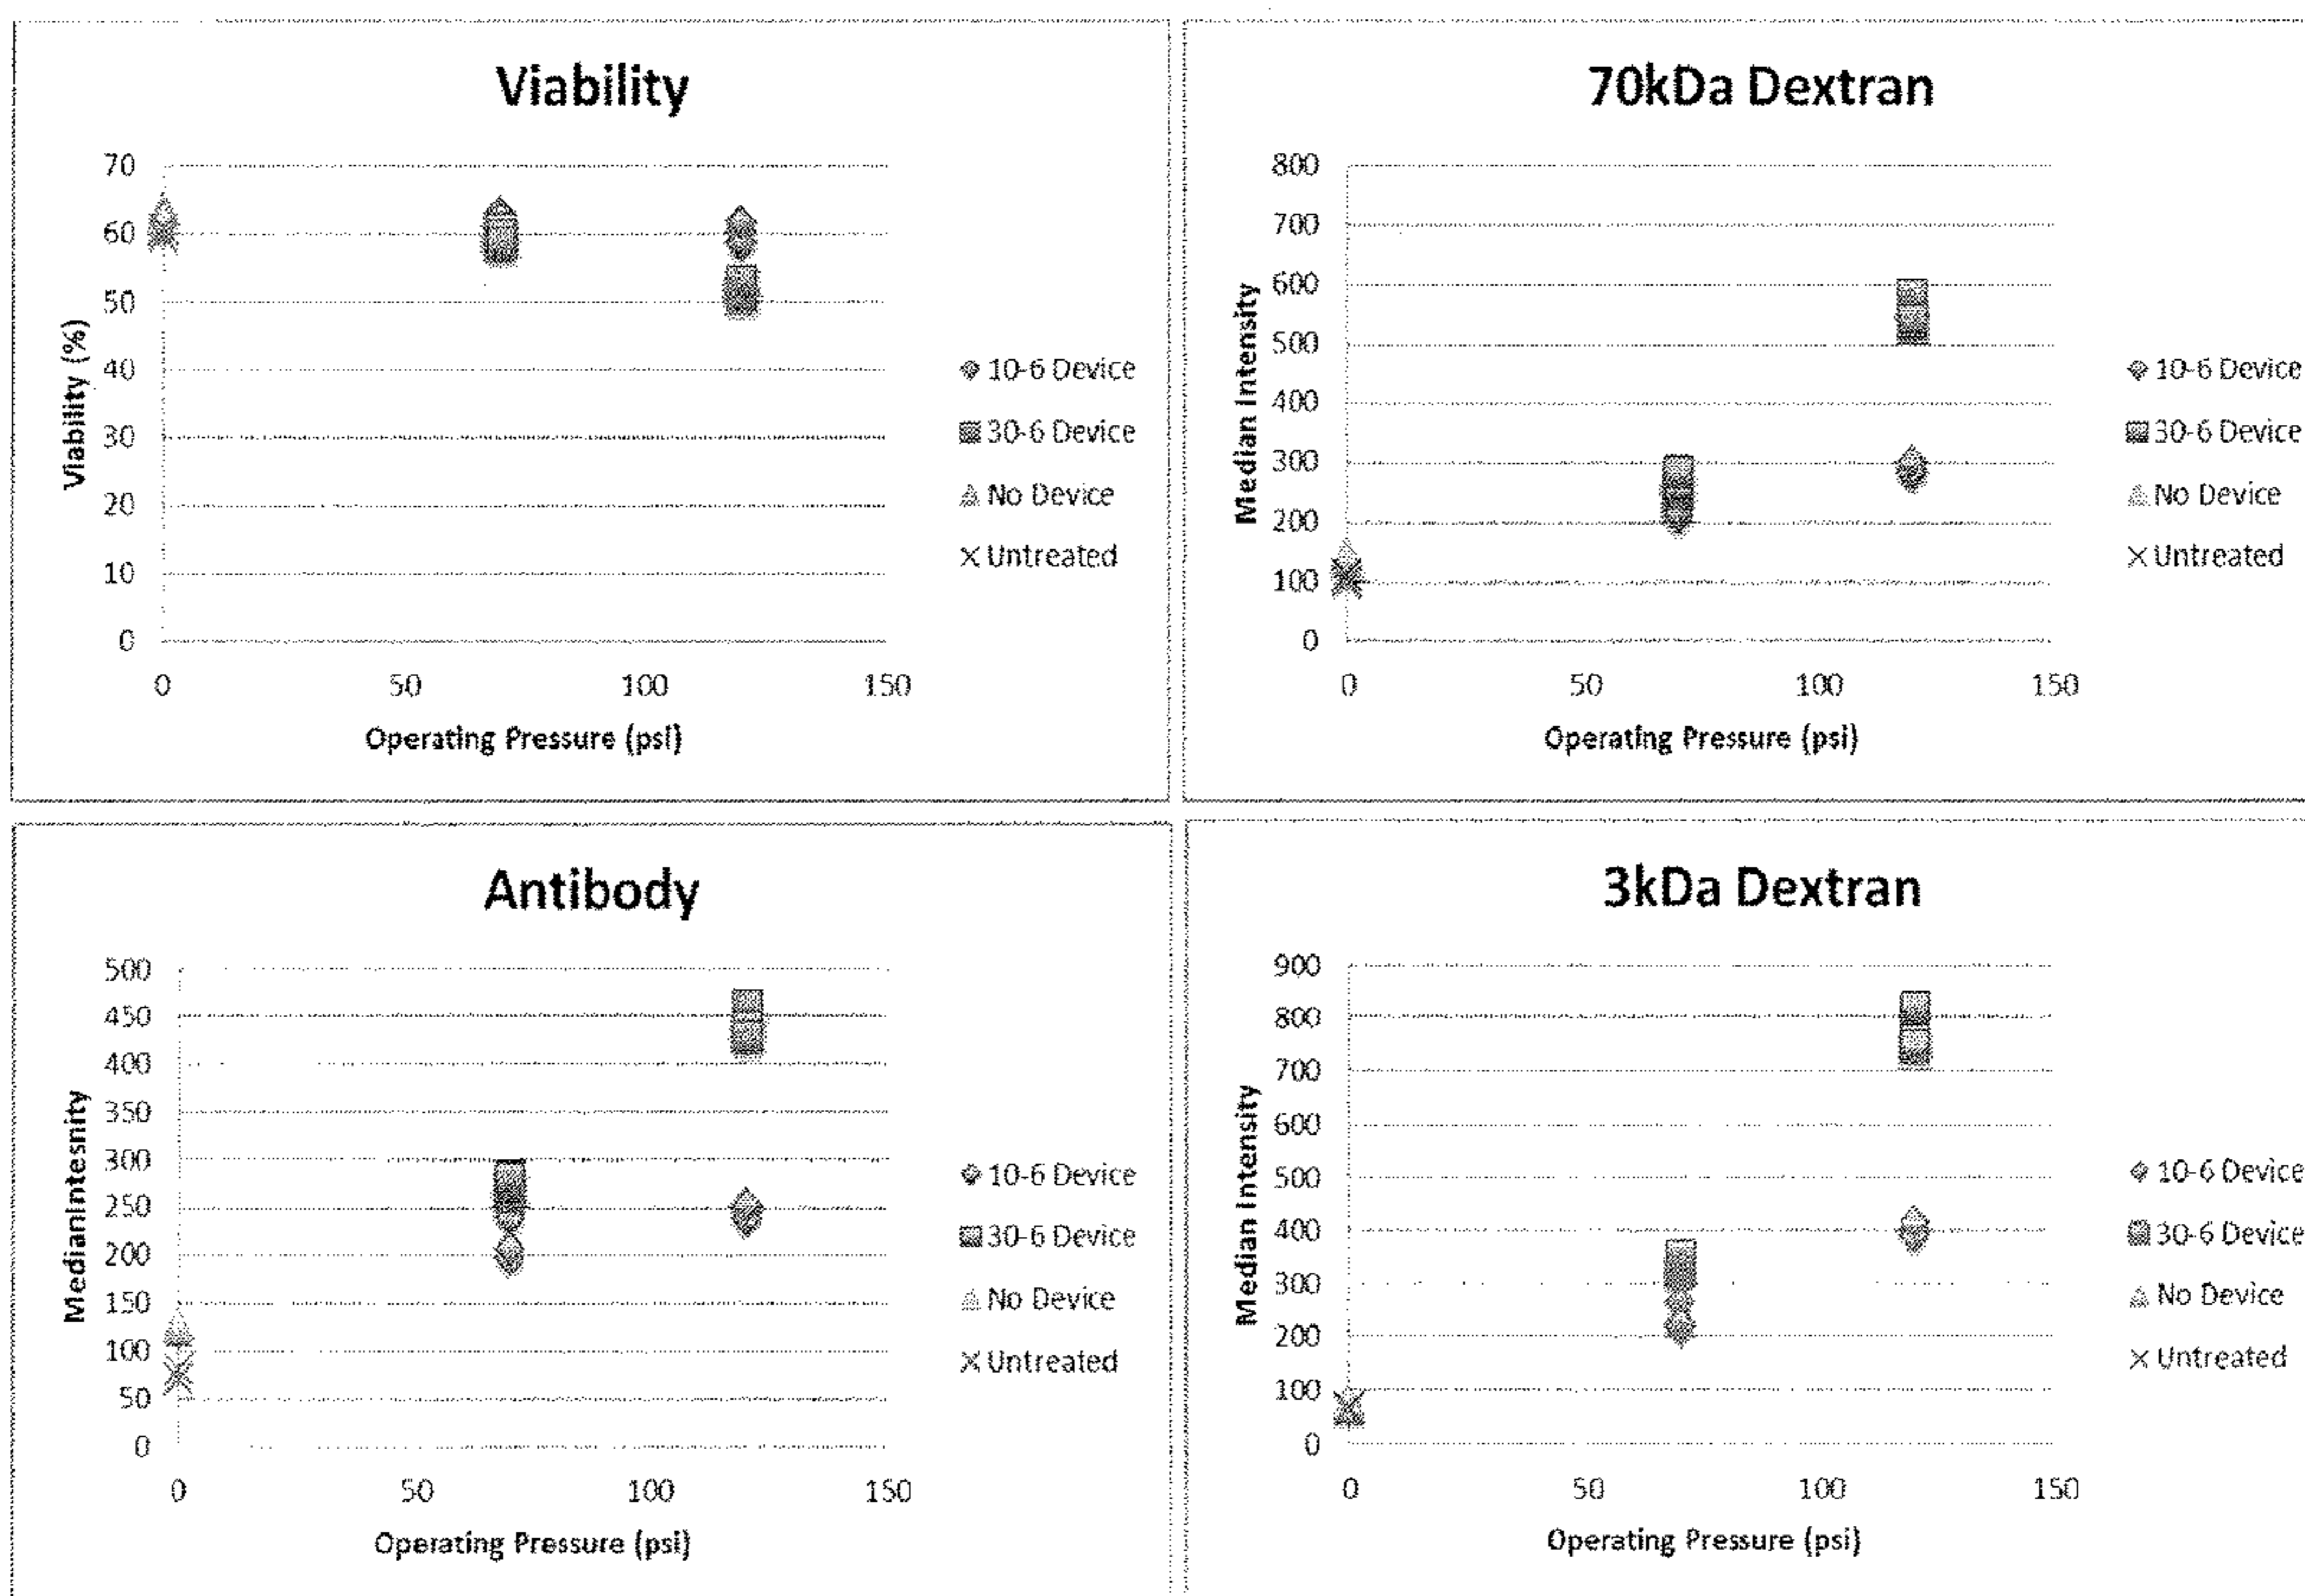 Viability
70
60
50
40
30
20
10
0
Viability (%)
0 50 100 150
Operating Pressure (psi)
10-6 Device
30-6 Device
No Device
Untreated
70kDa Dextran
800
700
600
500
400
300
200
100
0
Median Intensity
0 50 100 150
Operating Pressure (psi)
10-6 Device
30-6 Device
No Device
Untreated
Antibody
500
450
400
350
300
250
200
150
100
50
0
MedianIntesnity
0 50 100 150
Operating Pressure (psi)
10-6 Device
30-6 Device
No Device
Untreated
3kDa Dextran
900
800
700
600
500
400
300
200
100
0
Median Intensity
0 50 100 150
Operating Pressure (psi)
10-6 Device
30-6 Device
No Device
Untreated